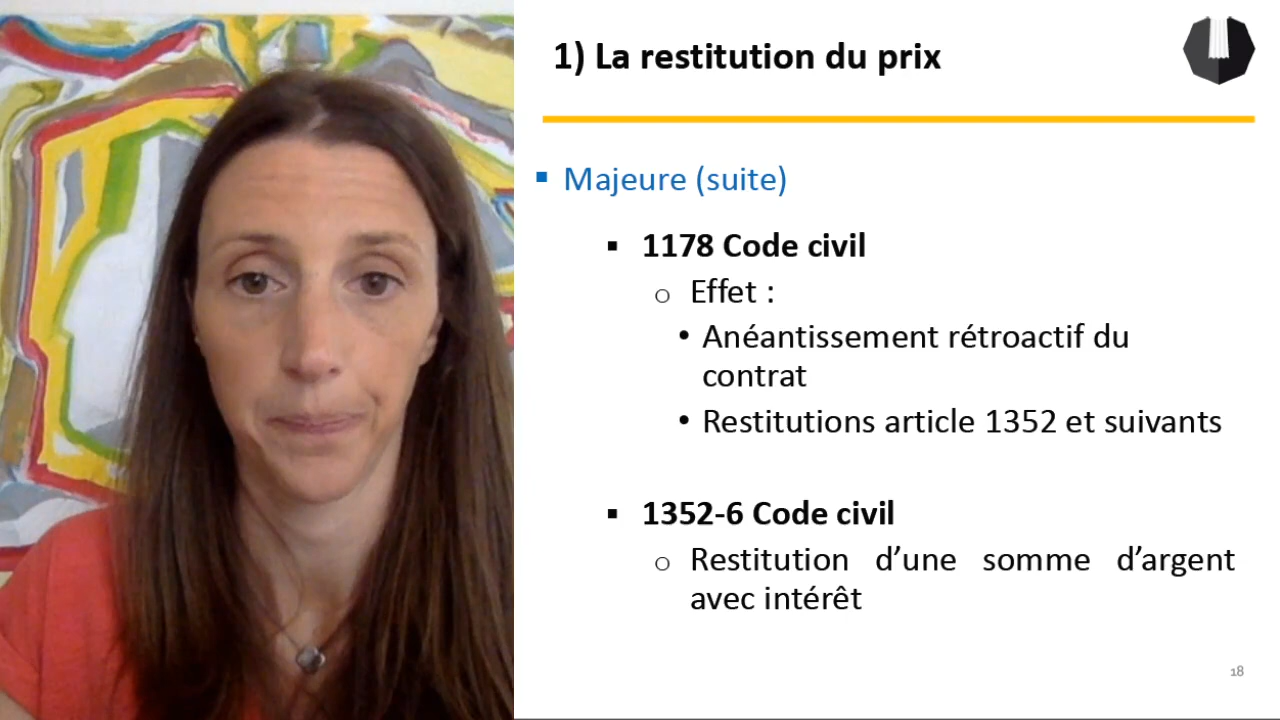 1) La restitution du prix
▪ Majeure (suite)
▪ 1178 Code civil
o Effet :
• Anéantissement rétroactif du
contrat
• Restitutions article 1352 et suivants
▪ 1352-6 Code civil
o Restitution d’une somme d’argent
avec intérêt
18